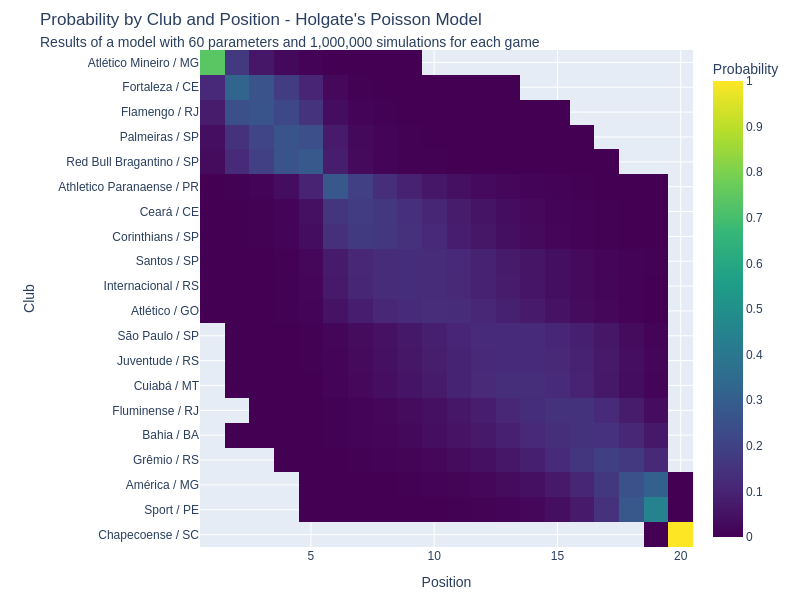 Probability by Club and Position - Holgate's Poisson Model
Results of a model with 60 parameters and 1,000,000 simulations for each game
Probability
Club
Atlético Mineiro / MG
Fortaleza / CE
Flamengo / RJ
Palmeiras / SP
Red Bull Bragantino / SP
Athletico Paranaense / PR
Ceará / CE
Corinthians / SP
Santos / SP
Internacional / RS
Atlético / GO
São Paulo / SP
Juventude / RS
Cuiabá / MT
Fluminense / RJ
Bahia / BA
Grêmio / RS
América / MG
Sport / PE
Chapecoense / SC
5 10 15 20
Position
1
0.9
0.8
0.7
0.6
0.5
0.4
0.3
0.2
0.1
0